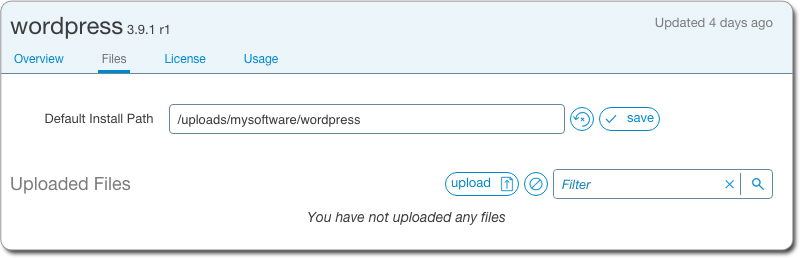 wordpress 3.9.1 r1
Updated 4 days ago
Overview Files License Usage
Default Install Path /uploads/mysoftware/wordpress save
Uploaded Files upload Filter
You have not uploaded any files